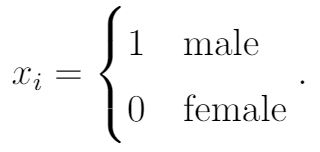 x_i = { 1 male
0 female .